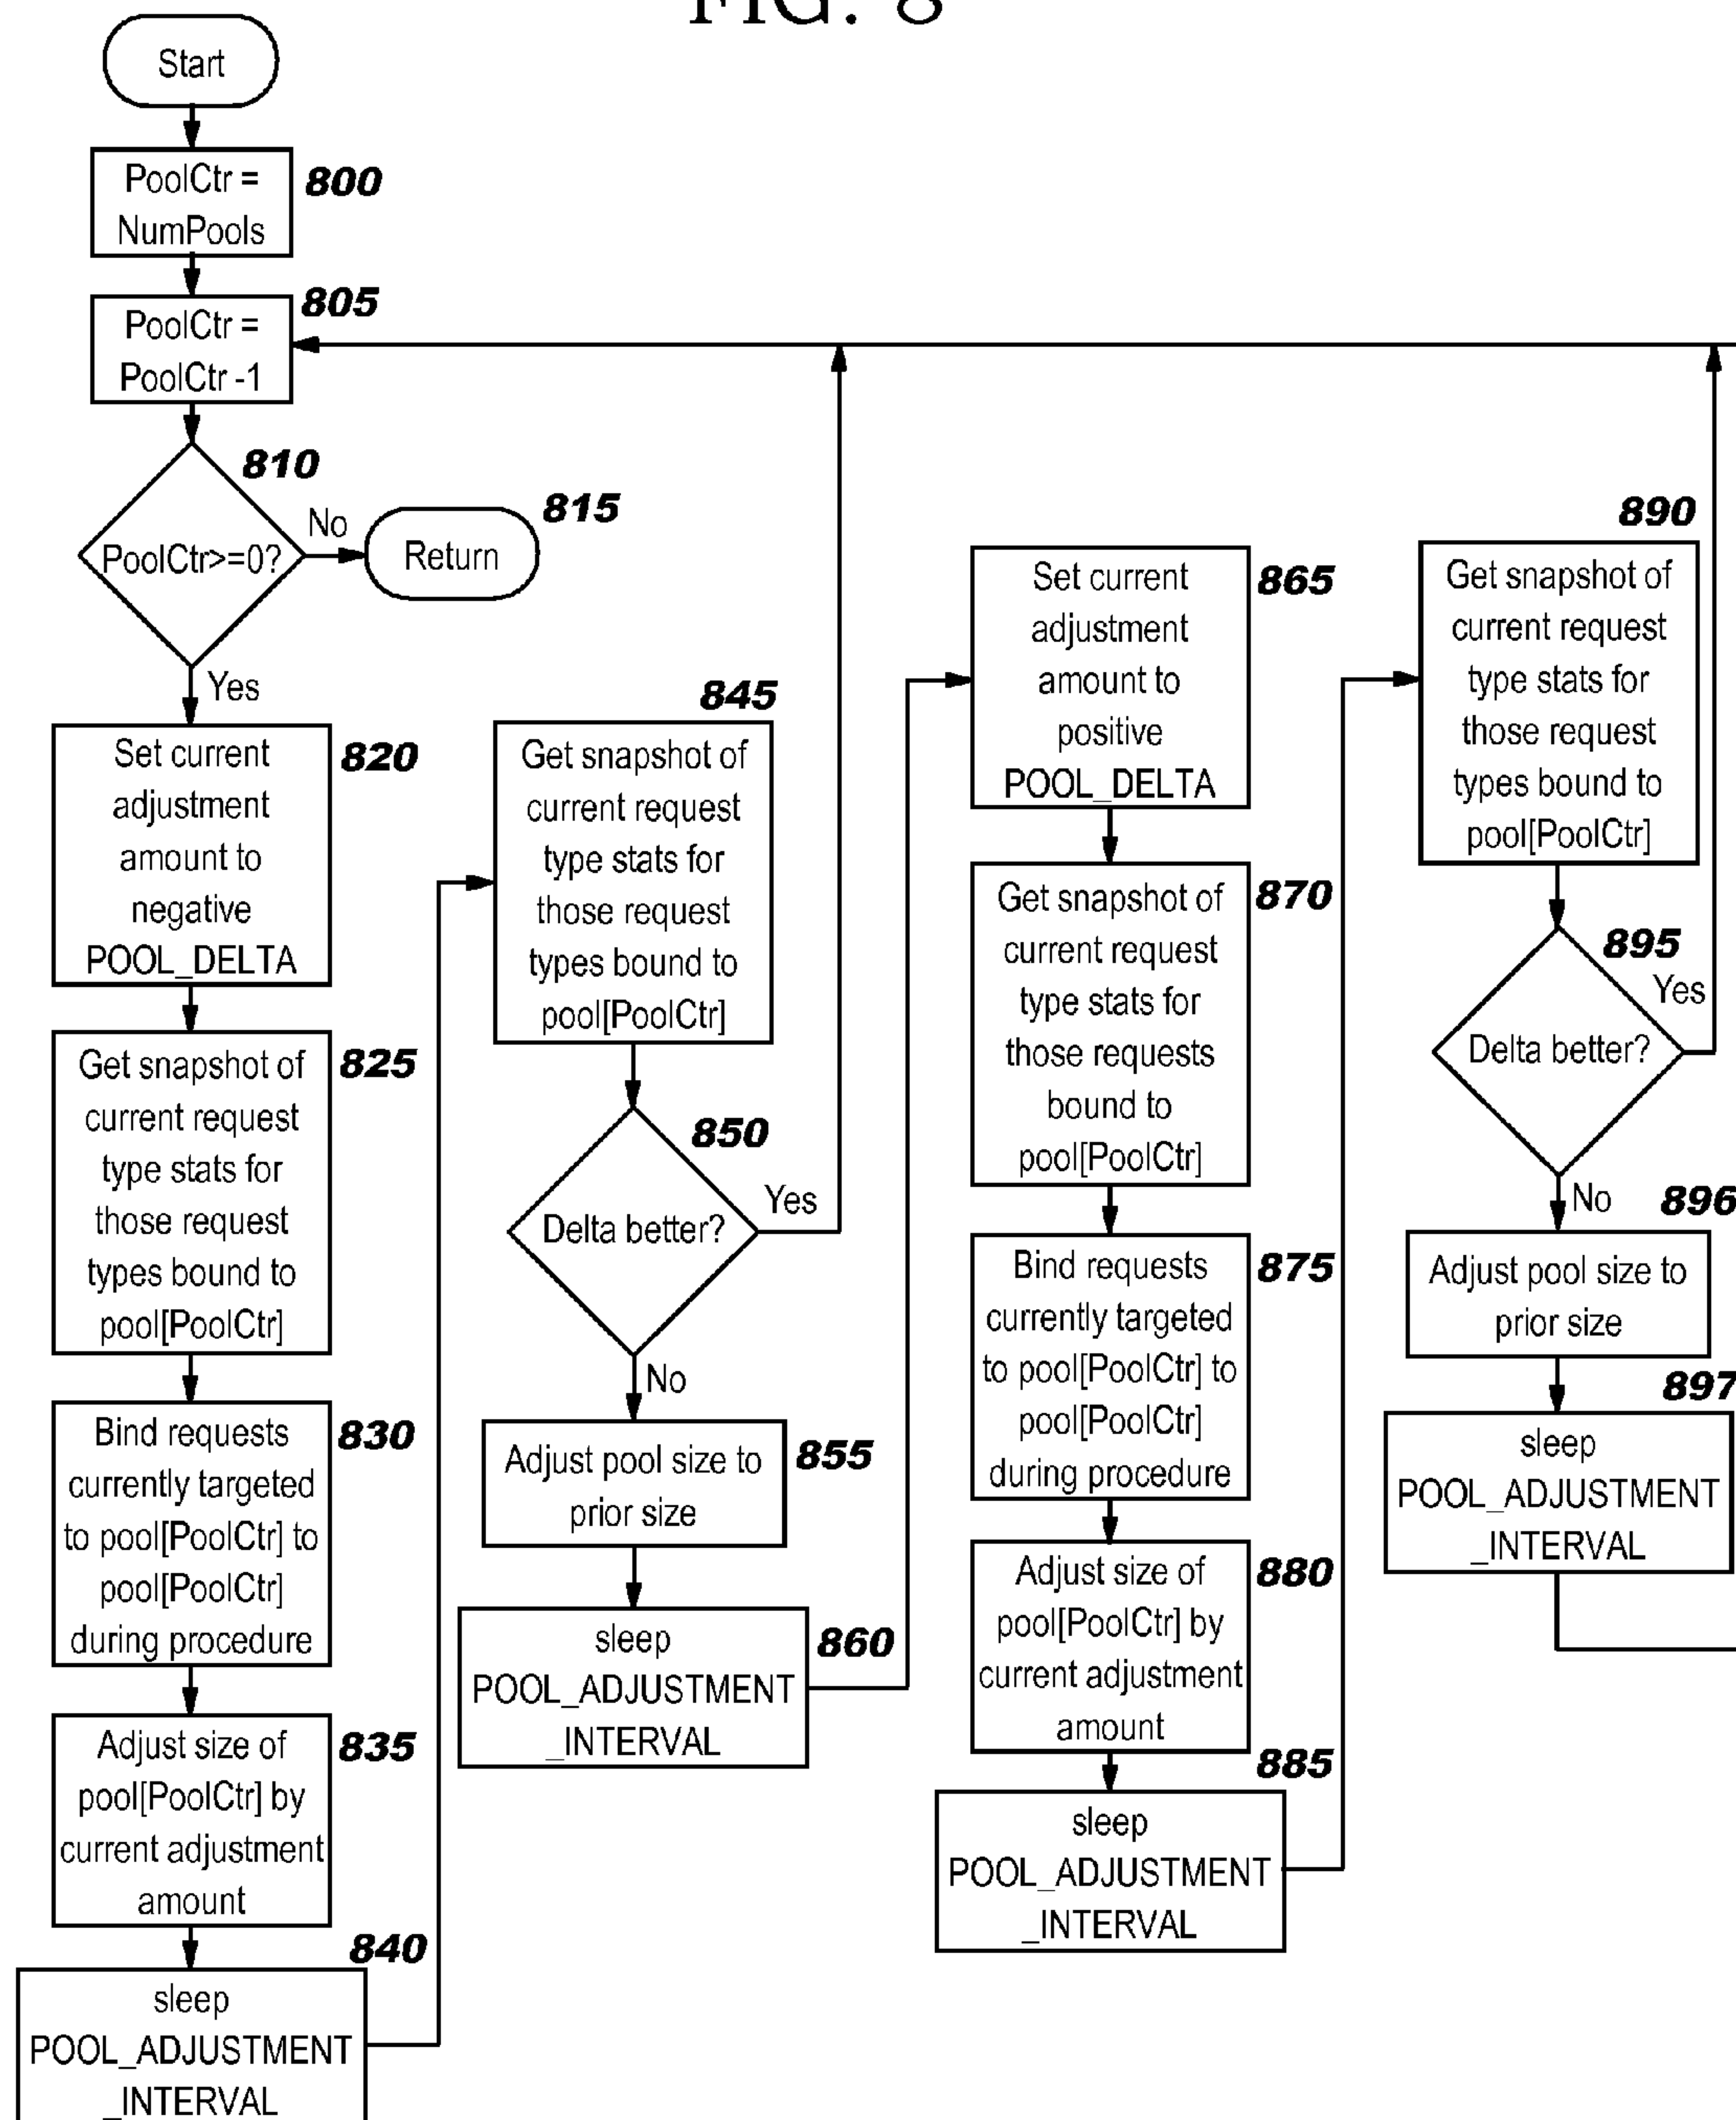 FIG. 8
Start
PoolCtr =
NumPools
800
PoolCtr =
PoolCtr -1
805
810
PoolCtr>=0?
No
Return
815
Yes
Set current
adjustment
amount to
negative
POOL_DELTA
820
Get snapshot of
current request
type stats for
those request
types bound to
pool[PoolCtr]
825
Bind requests
currently targeted
to pool[PoolCtr] to
pool[PoolCtr]
during procedure
830
Adjust size of
pool[PoolCtr] by
current adjustment
amount
835
840
sleep
POOL_ADJUSTMENT
_INTERVAL
845
Get snapshot of
current request
type stats for
those request
types bound to
pool[PoolCtr]
850
Delta better?
Yes
No
Adjust pool size to
prior size
855
sleep
POOL_ADJUSTMENT
_INTERVAL
860
Set current
adjustment
amount to
positive
POOL_DELTA
865
Get snapshot of
current request
type stats for
those requests
bound to
pool[PoolCtr]
870
Bind requests
currently targeted
to pool[PoolCtr] to
pool[PoolCtr]
during procedure
875
Adjust size of
pool[PoolCtr] by
current adjustment
amount
880
885
sleep
POOL_ADJUSTMENT
_INTERVAL
890
Get snapshot of
current request
type stats for
those request
types bound to
pool[PoolCtr]
895
Delta better?
Yes
No
896
Adjust pool size to
prior size
897
sleep
POOL_ADJUSTMENT
_INTERVAL